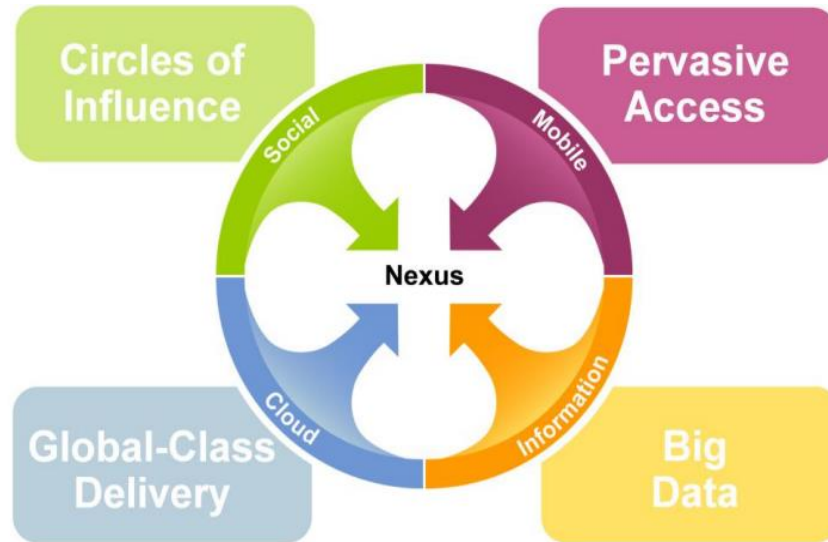 Circles of
Influence
Pervasive
Access
Social
Mobile
Nexus
Cloud
Information
Global-Class
Delivery
Big
Data